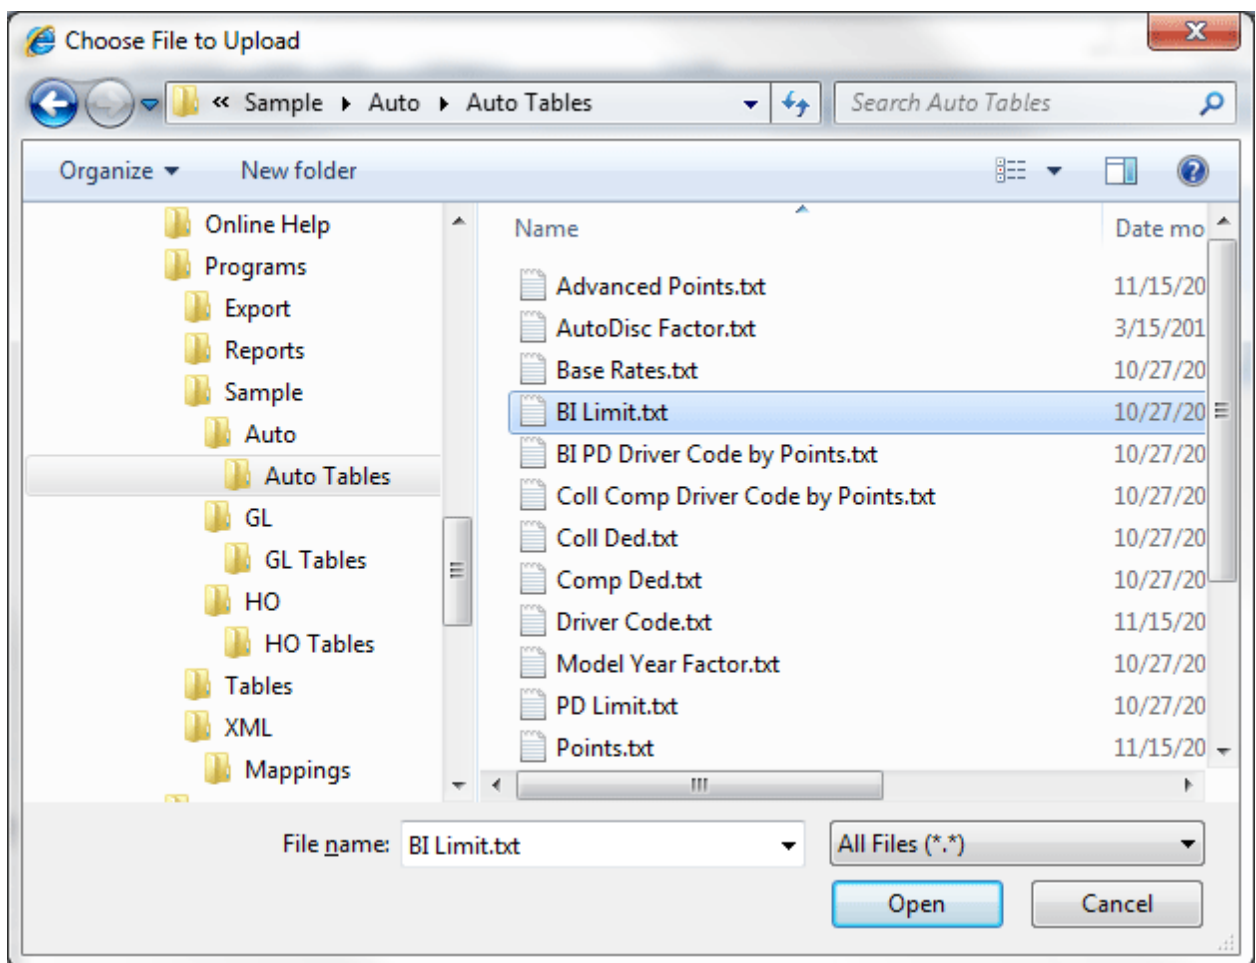 Choose File to Upload
« Sample Auto Auto Tables
Search Auto Tables
Organize New folder
Online Help
Programs
Export
Reports
Sample
Auto
Auto Tables
GL
GL Tables
HO
HO Tables
Tables
XML
Mappings
Name Date mo
Advanced Points.txt 11/15/20
AutoDisc Factor.txt 3/15/201
Base Rates.txt 10/27/20
BI Limit.txt 10/27/20
BI PD Driver Code by Points.txt 10/27/20
Coll Comp Driver Code by Points.txt 10/27/20
Coll Ded.txt 10/27/20
Comp Ded.txt 10/27/20
Driver Code.txt 11/15/20
Model Year Factor.txt 10/27/20
PD Limit.txt 10/27/20
Points.txt 11/15/20
File name: BI Limit.txt All Files (*.*)
Open Cancel